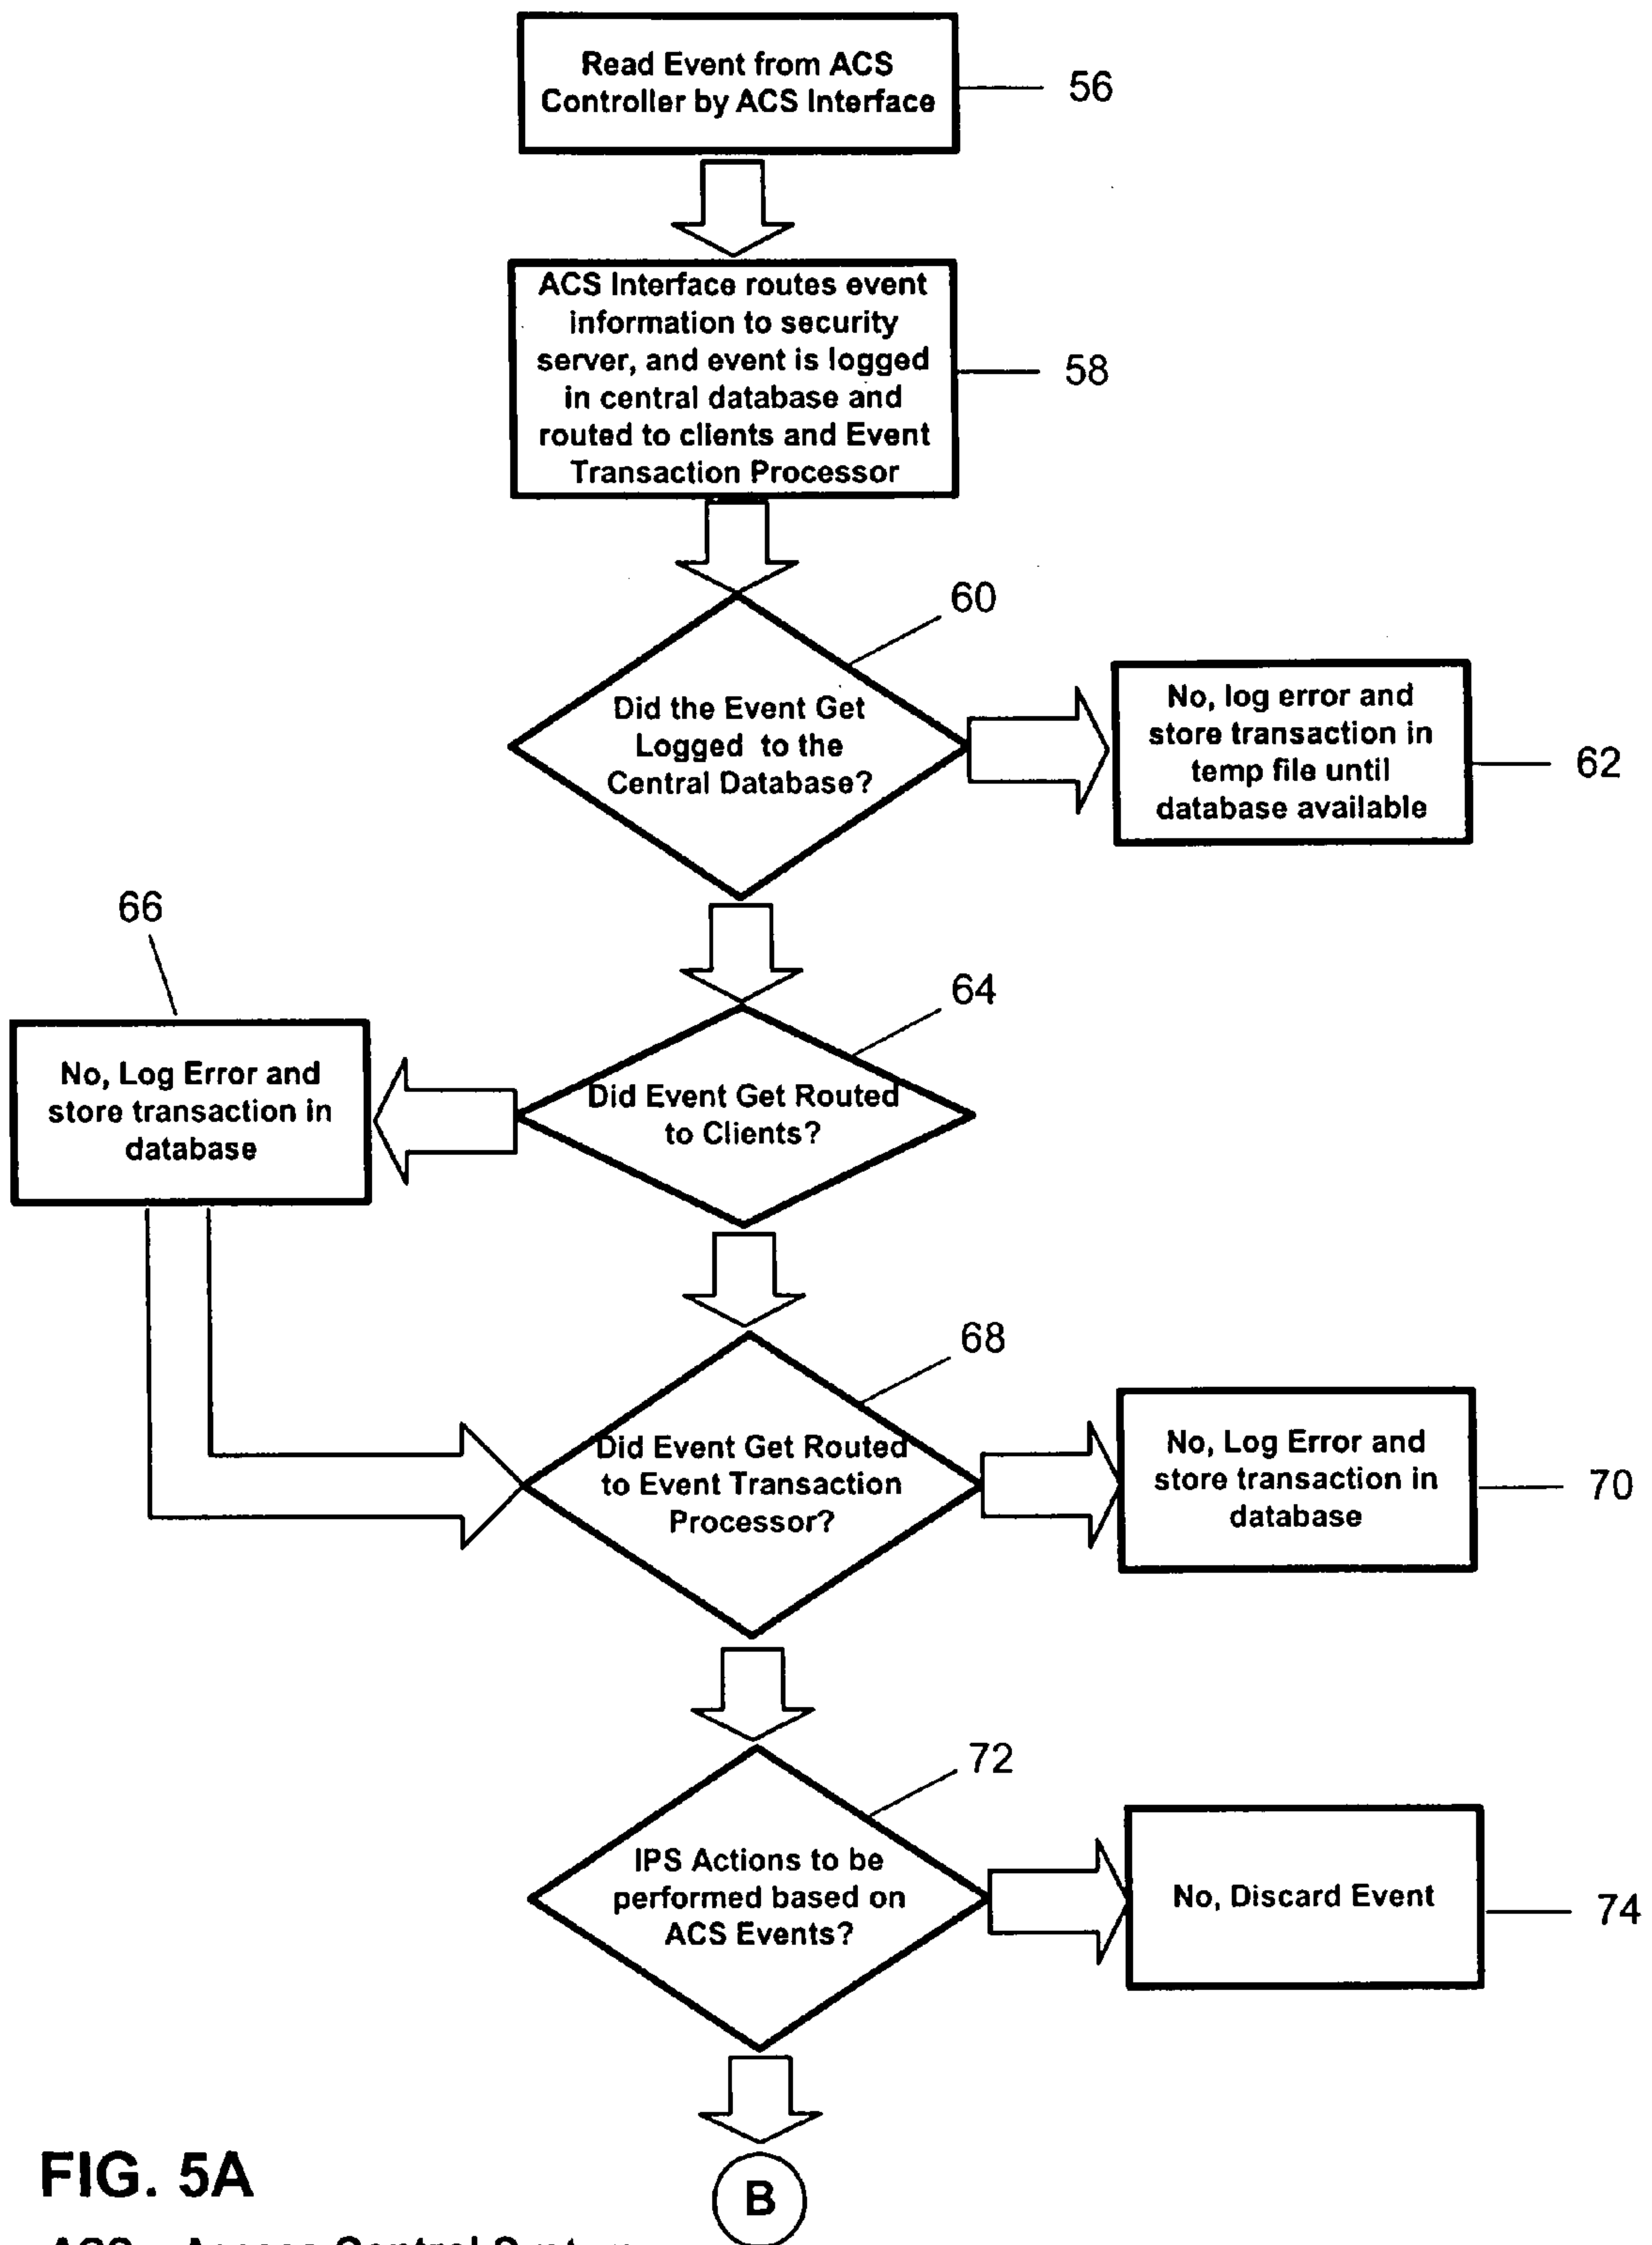 Read Event from ACS
Controller by ACS Interface
56
ACS Interface routes event
information to security
server, and event is logged
in central database and
routed to clients and Event
Transaction Processor
58
60
Did the Event Get
Logged to the
Central Database?
No, log error and
store transaction in
temp file until
database available
62
66
64
No, Log Error and
store transaction in
database
Did Event Get Routed
to Clients?
68
Did Event Get Routed
to Event Transaction
Processor?
No, Log Error and
store transaction in
database
70
72
IPS Actions to be
performed based on
ACS Events?
No, Discard Event
74
FIG. 5A
B